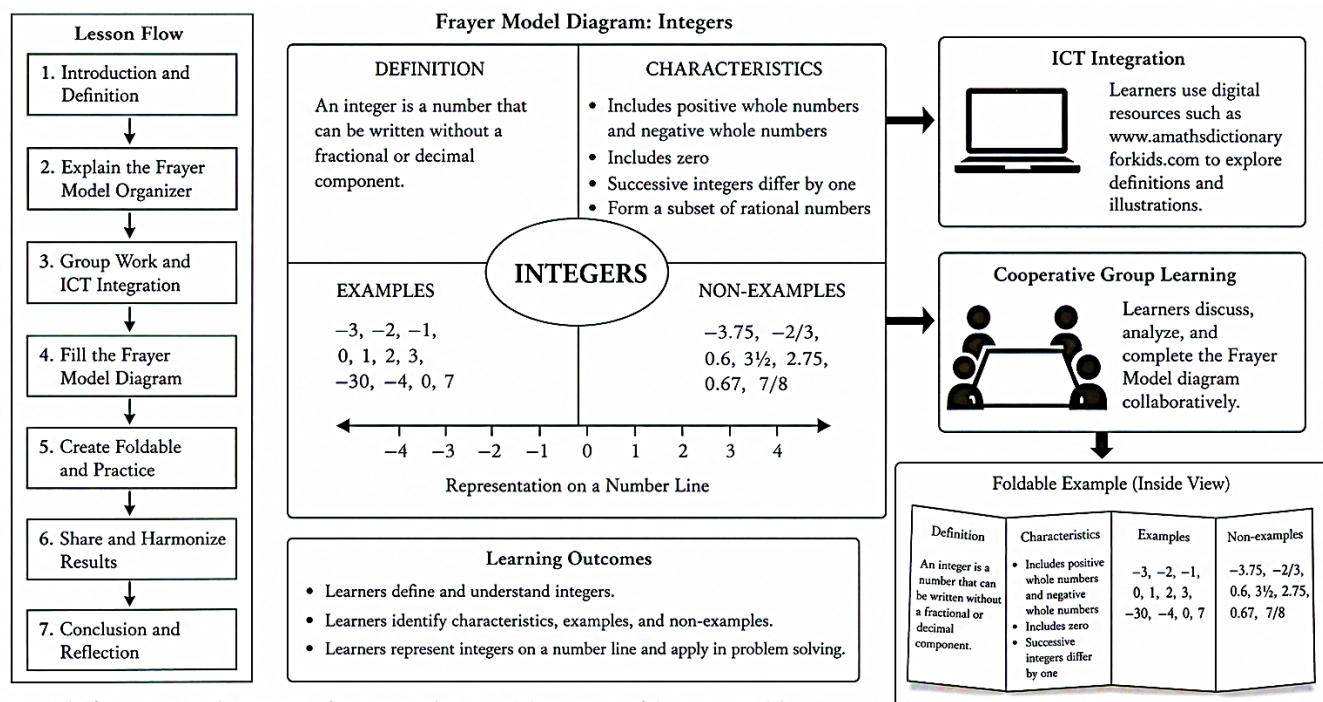 Lesson Flow
1. Introduction and
Definition
2. Explain the Frayer
Model Organizer
3. Group Work and
ICT Integration
4. Fill the Frayer
Model Diagram
5. Create Foldable
and Practice
6. Share and Harmonize
Results
7. Conclusion and
Reflection
Frayer Model Diagram: Integers
DEFINITION
An integer is a number that
can be written without a
fractional or decimal
component.
CHARACTERISTICS
• Includes positive whole numbers
and negative whole numbers
• Includes zero
• Successive integers differ by one
• Form a subset of rational numbers
INTEGERS
EXAMPLES
−3, −2, −1,
0, 1, 2, 3,
−30, −4, 0, 7
NON-EXAMPLES
−3.75, −2/3,
0.6, 3½, 2.75,
0.67, 7/8
−4 −3 −2 −1 0 1 2 3 4
Representation on a Number Line
Learning Outcomes
• Learners define and understand integers.
• Learners identify characteristics, examples, and non-examples.
• Learners represent integers on a number line and apply in problem solving.
ICT Integration
Learners use digital
resources such as
www.amathsdictionary
forkids.com to explore
definitions and
illustrations.
Cooperative Group Learning
Learners discuss,
analyze, and
complete the Frayer
Model diagram
collaboratively.
Foldable Example (Inside View)
Definition
An integer is a
number that can
be written without
a fractional or
decimal
component.
Characteristics
• Includes positive
whole numbers
and negative
whole numbers
• Includes zero
• Successive
integers differ
by one
Examples
−3, −2, −1,
0, 1, 2, 3,
−30, −4, 0, 7
Non-examples
−3.75, −2/3,
0.6, 3½, 2.75,
0.67, 7/8